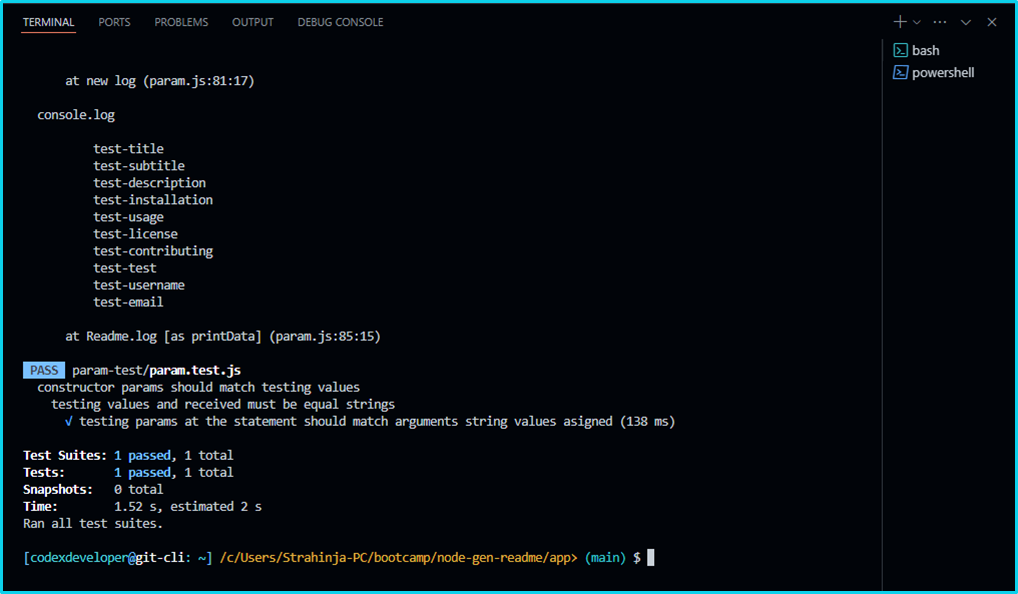 TERMINAL PORTS PROBLEMS OUTPUT DEBUG CONSOLE
bash
powershell
at new log (param.js:81:17)
console.log
test-title
test-subtitle
test-description
test-installation
test-usage
test-license
test-contributing
test-test
test-username
test-email
at Readme.log [as printData] (param.js:85:15)
PASS param-test/param.test.js
constructor params should match testing values
testing values and received must be equal strings
√ testing params at the statement should match arguments string values asigned (138 ms)
Test Suites: 1 passed, 1 total
Tests: 1 passed, 1 total
Snapshots: 0 total
Time: 1.52 s, estimated 2 s
Ran all test suites.
[codexdeveloper@git-cli: ~] /c/Users/Strahinja-PC/bootcamp/node-gen-readme/app> (main) $